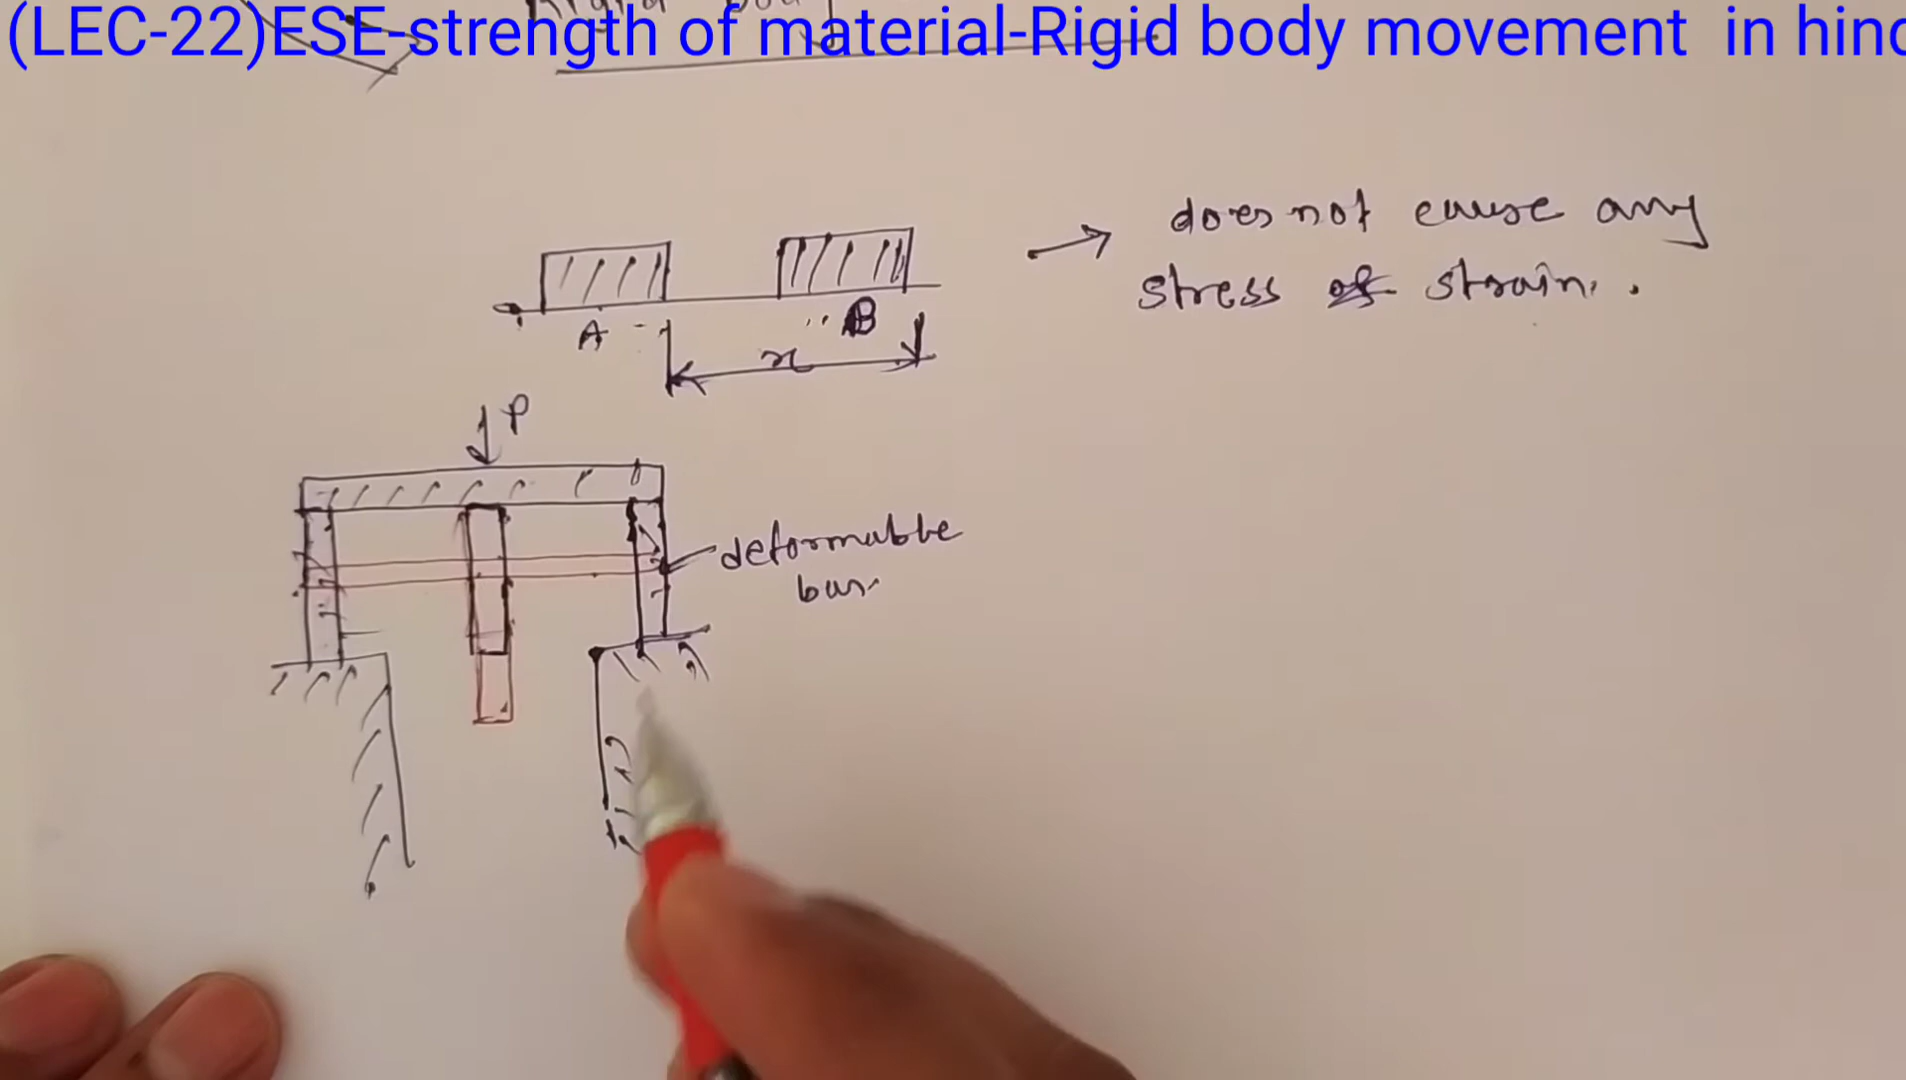 (LEC-22)ESE-strength of material-Rigid body movement in hind
does not cause any
stress of strain.
A
B
x
P
deformable
bar